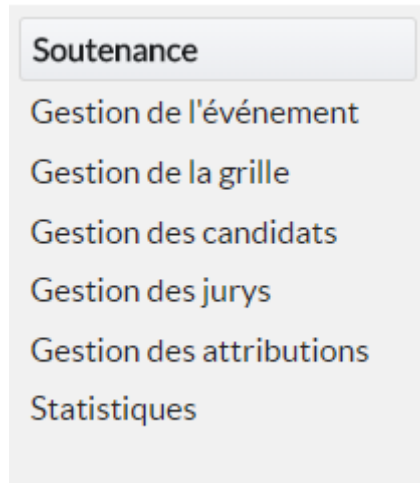 Soutenance
Gestion de l'événement
Gestion de la grille
Gestion des candidats
Gestion des jurys
Gestion des attributions
Statistiques